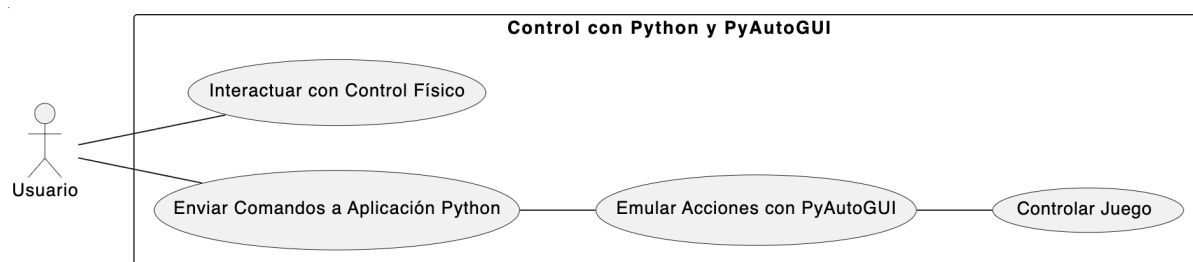 Control con Python y PyAutoGUI
Interactuar con Control Físico
Usuario
Enviar Comandos a Aplicación Python
Emular Acciones con PyAutoGUI
Controlar Juego